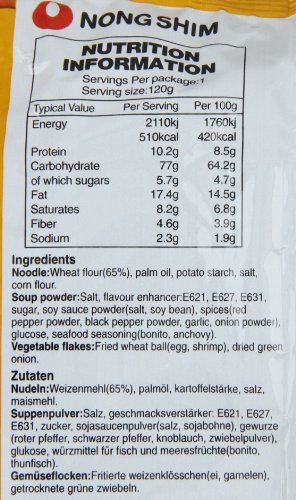 NONG SHIM
NUTRITION
INFORMATION
Servings Per package:1
Serving size:120g
Typical Value Per Serving Per 100g
Energy 2110kj 1760kj
510kcal 420kcal
Protein 10.2g 8.5g
Carbohydrate 77g 64.2g
of which sugars 5.7g 4.7g
Fat 17.4g 14.5g
Saturates 8.2g 6.8g
Fiber 4.6g 3.9g
Sodium 2.3g 1.9g
Ingredients
Noodle:Wheat flour(65%), palm oil, potato starch, salt,
corn flour.
Soup powder:Salt, flavour enhancer:E621, E627, E631,
sugar, soy sauce powder(salt, soy bean), spices(red
pepper powder, black pepper powder, garlic, onion powder),
glucose, seafood seasoning(bonito, anchovy).
Vegetable flakes:Fried wheat ball(egg, shrimp), dried green
onion.
Zutaten
Nudeln:Weizenmehl(65%), palmöl, kartoffelstärke, salz,
maismehl.
Suppenpulver:Salz, geschmacksverstärker: E621, E627,
E631, zucker, sojasaucenpulver(salz, sojabohne), gewurze
(roter pfeffer, schwarzer pfeffer, knoblauch, zwiebelpulver),
glukose, würzmittel für fisch und meeresfrüchte(bonito,
thunfisch).
Gemüseflocken:Fritierte weizenklösschen(ei, garnelen),
getrocknete grüne zwiebeln.